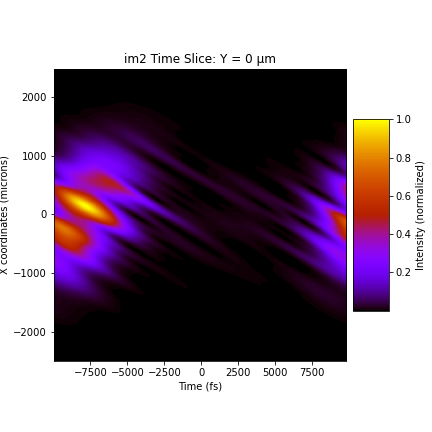 im2 Time Slice: Y = 0 μm
X coordinates (microns)
2000
1000
0
−1000
−2000
−7500 −5000 −2500 0 2500 5000 7500
Time (fs)
1.0
0.8
0.6
0.4
0.2
Intensity (normalized)